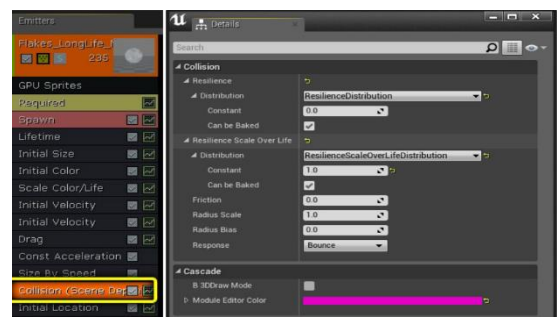 Emitters
Flakes_LongLife_
235
GPU Sprites
Required
Spawn
Lifetime
Initial Size
Initial Color
Scale Color/Life
Initial Velocity
Initial Velocity
Drag
Const Acceleration
Size By Speed
Collision (Scene Dep
Initial Location
Details
Search
Collision
Resilience
Distribution
ResilienceDistribution
Constant
0.0
Can be Baked
Resilience Scale Over Life
Distribution
ResilienceScaleOverLifeDistribution
Constant
1.0
Can be Baked
Friction
0.0
Radius Scale
1.0
Radius Bias
0.0
Response
Bounce
Cascade
B 3DDraw Mode
Module Editor Color